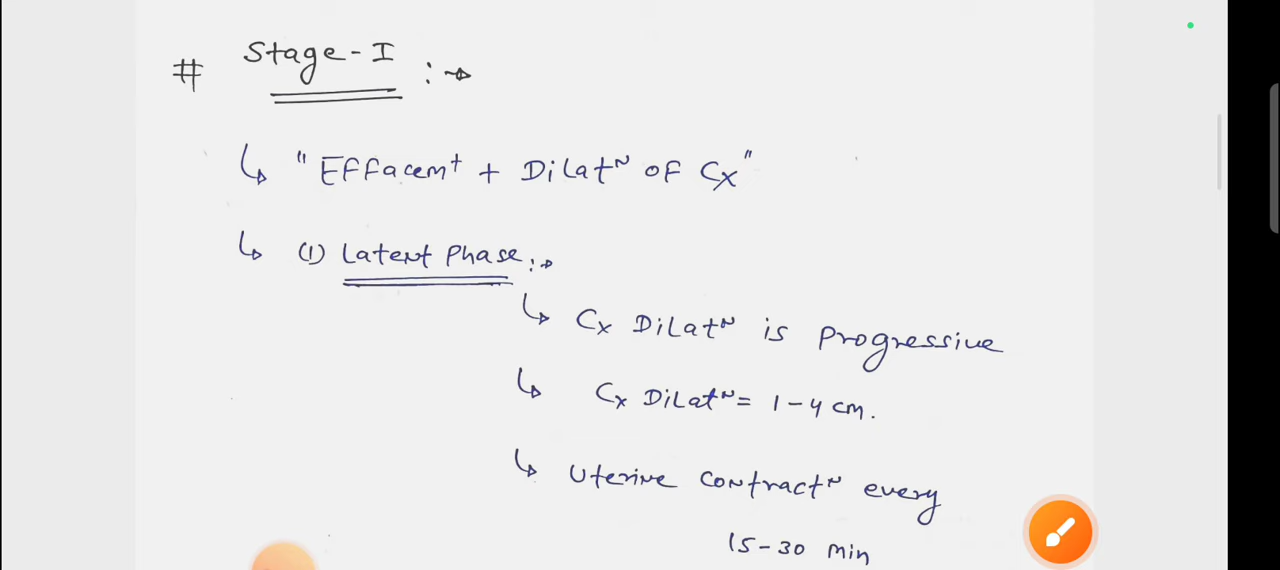 # Stage-I :→
↳ "Effacemt + Dilatn of Cx"
↳ (1) Latent Phase :→
↳ Cx Dilatn is progressive
↳ Cx Dilatn = 1-4 cm.
↳ Uterine contractn every
15-30 min